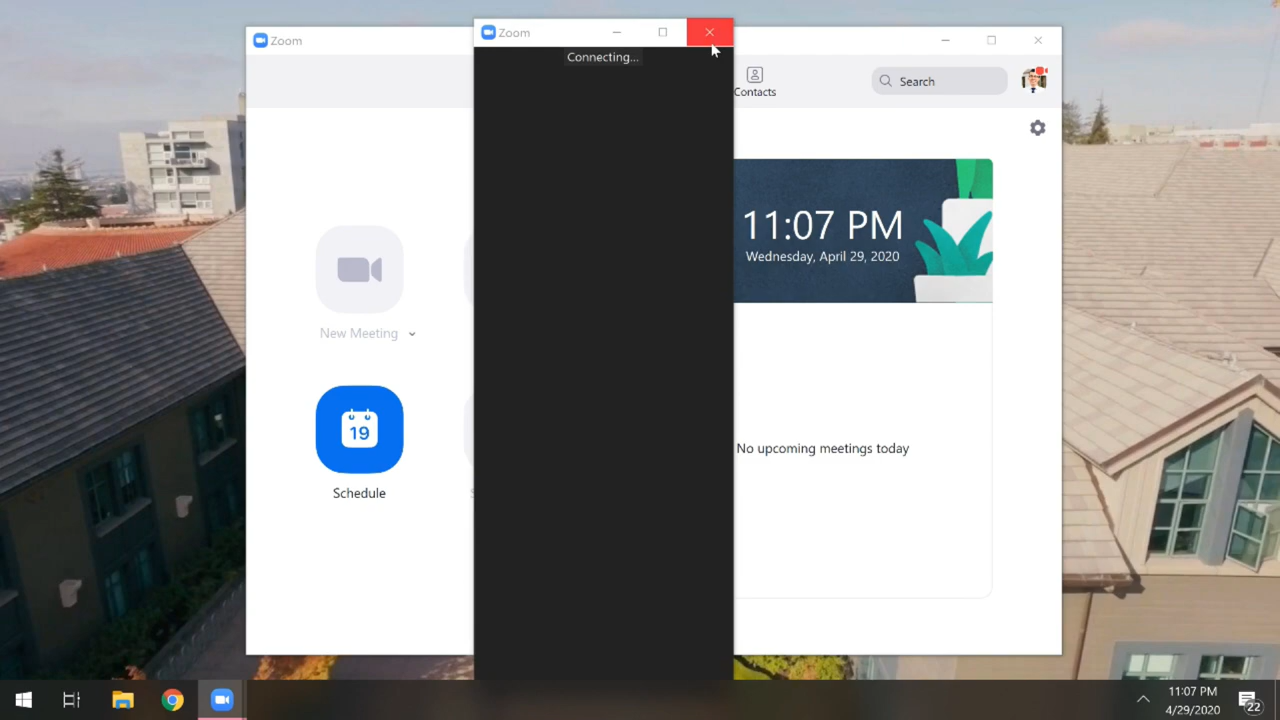 Zoom
Zoom
Connecting...
Contacts
Search
11:07 PM
Wednesday, April 29, 2020
New Meeting
No upcoming meetings today
19
Schedule
11:07 PM
4/29/2020
22